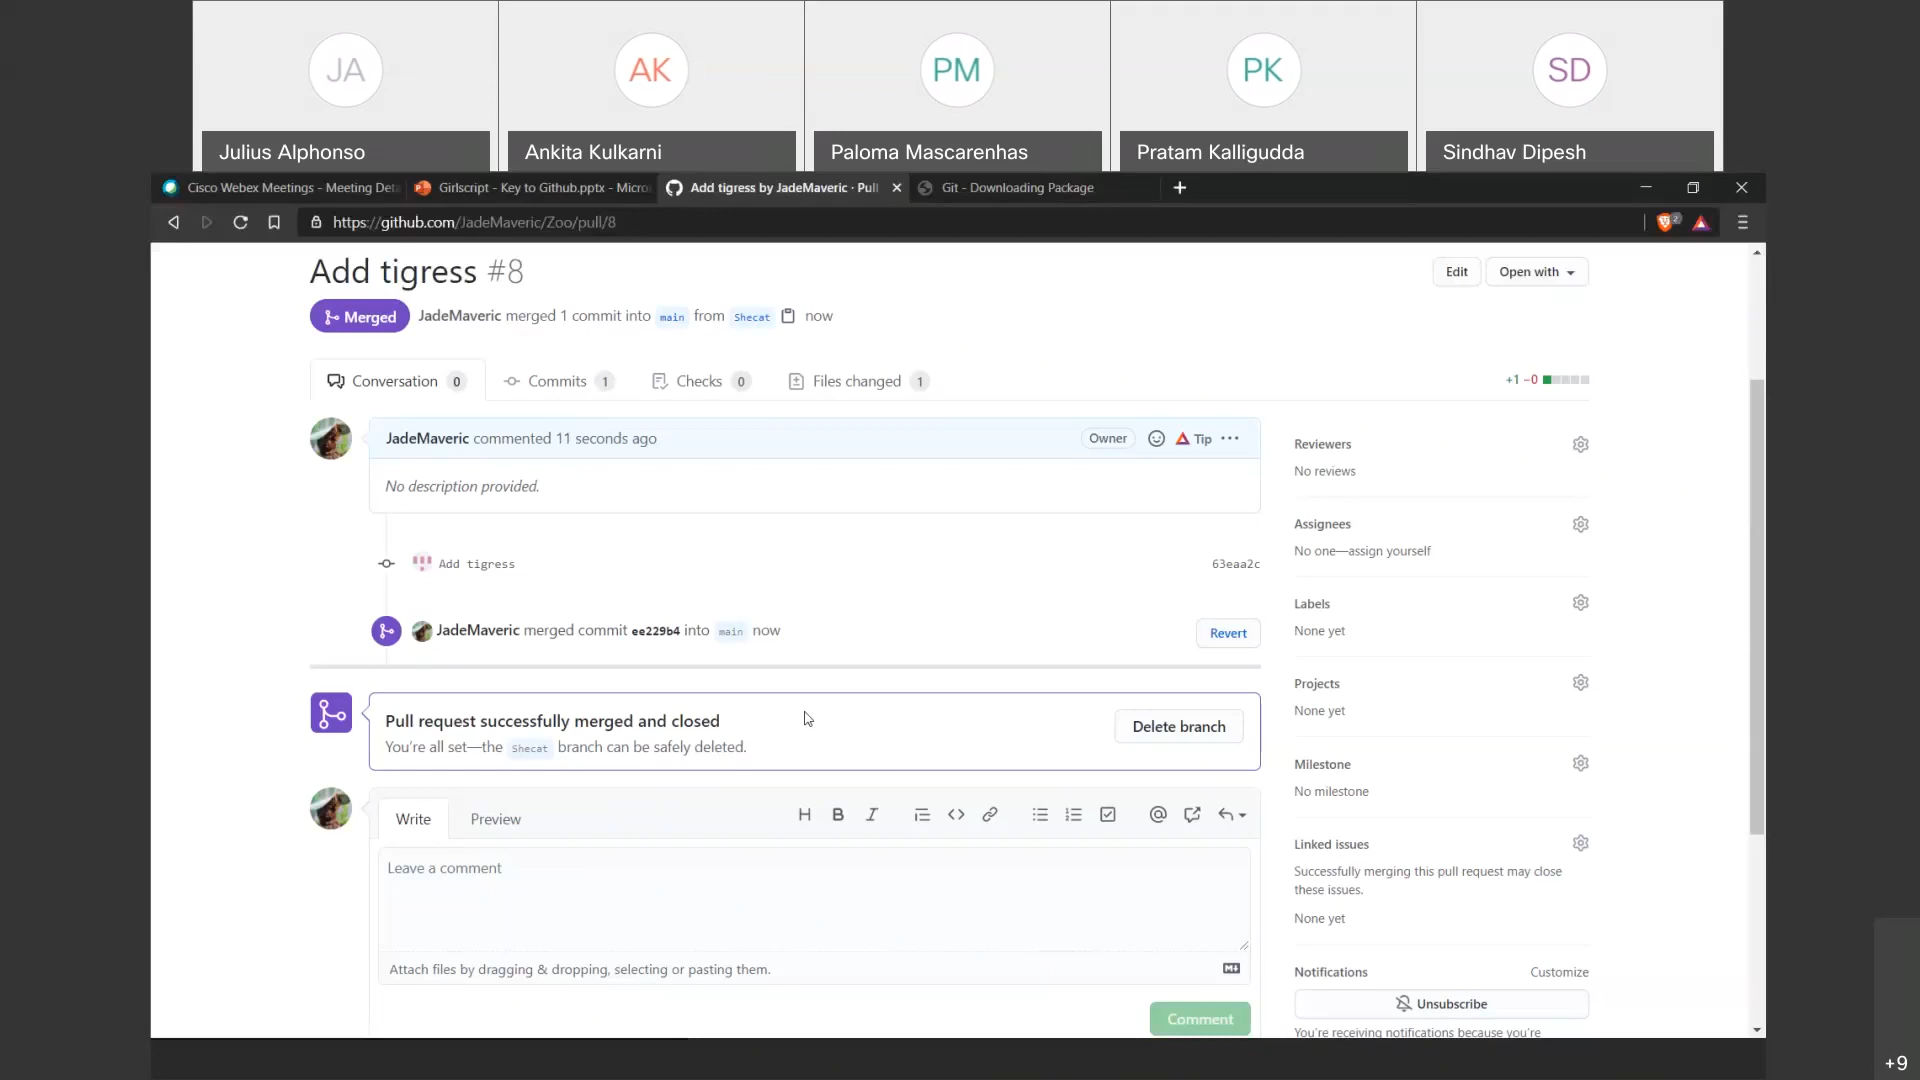 JA
AK
PM
PK
SD
Julius Alphonso
Ankita Kulkarni
Paloma Mascarenhas
Pratam Kalligudda
Sindhav Dipesh
Cisco Webex Meetings - Meeting Deta
Girlscript - Key to Github.pptx - Micro
Add tigress by JadeMaveric · Pull
Git - Downloading Package
https://github.com/JadeMaveric/Zoo/pull/8
2
Add tigress #8
Edit
Open with
Merged
JadeMaveric merged 1 commit into main from Shecat now
Conversation 0
Commits 1
Checks 0
Files changed 1
+1 −0
JadeMaveric commented 11 seconds ago
Owner
Tip
No description provided.
Add tigress
63eaa2c
JadeMaveric merged commit ee229b4 into main now
Revert
Pull request successfully merged and closed
You're all set—the Shecat branch can be safely deleted.
Delete branch
Write
Preview
Leave a comment
Attach files by dragging & dropping, selecting or pasting them.
Comment
Reviewers
No reviews
Assignees
No one—assign yourself
Labels
None yet
Projects
None yet
Milestone
No milestone
Linked issues
Successfully merging this pull request may close
these issues.
None yet
Notifications
Customize
Unsubscribe
You're receiving notifications because you're
+9